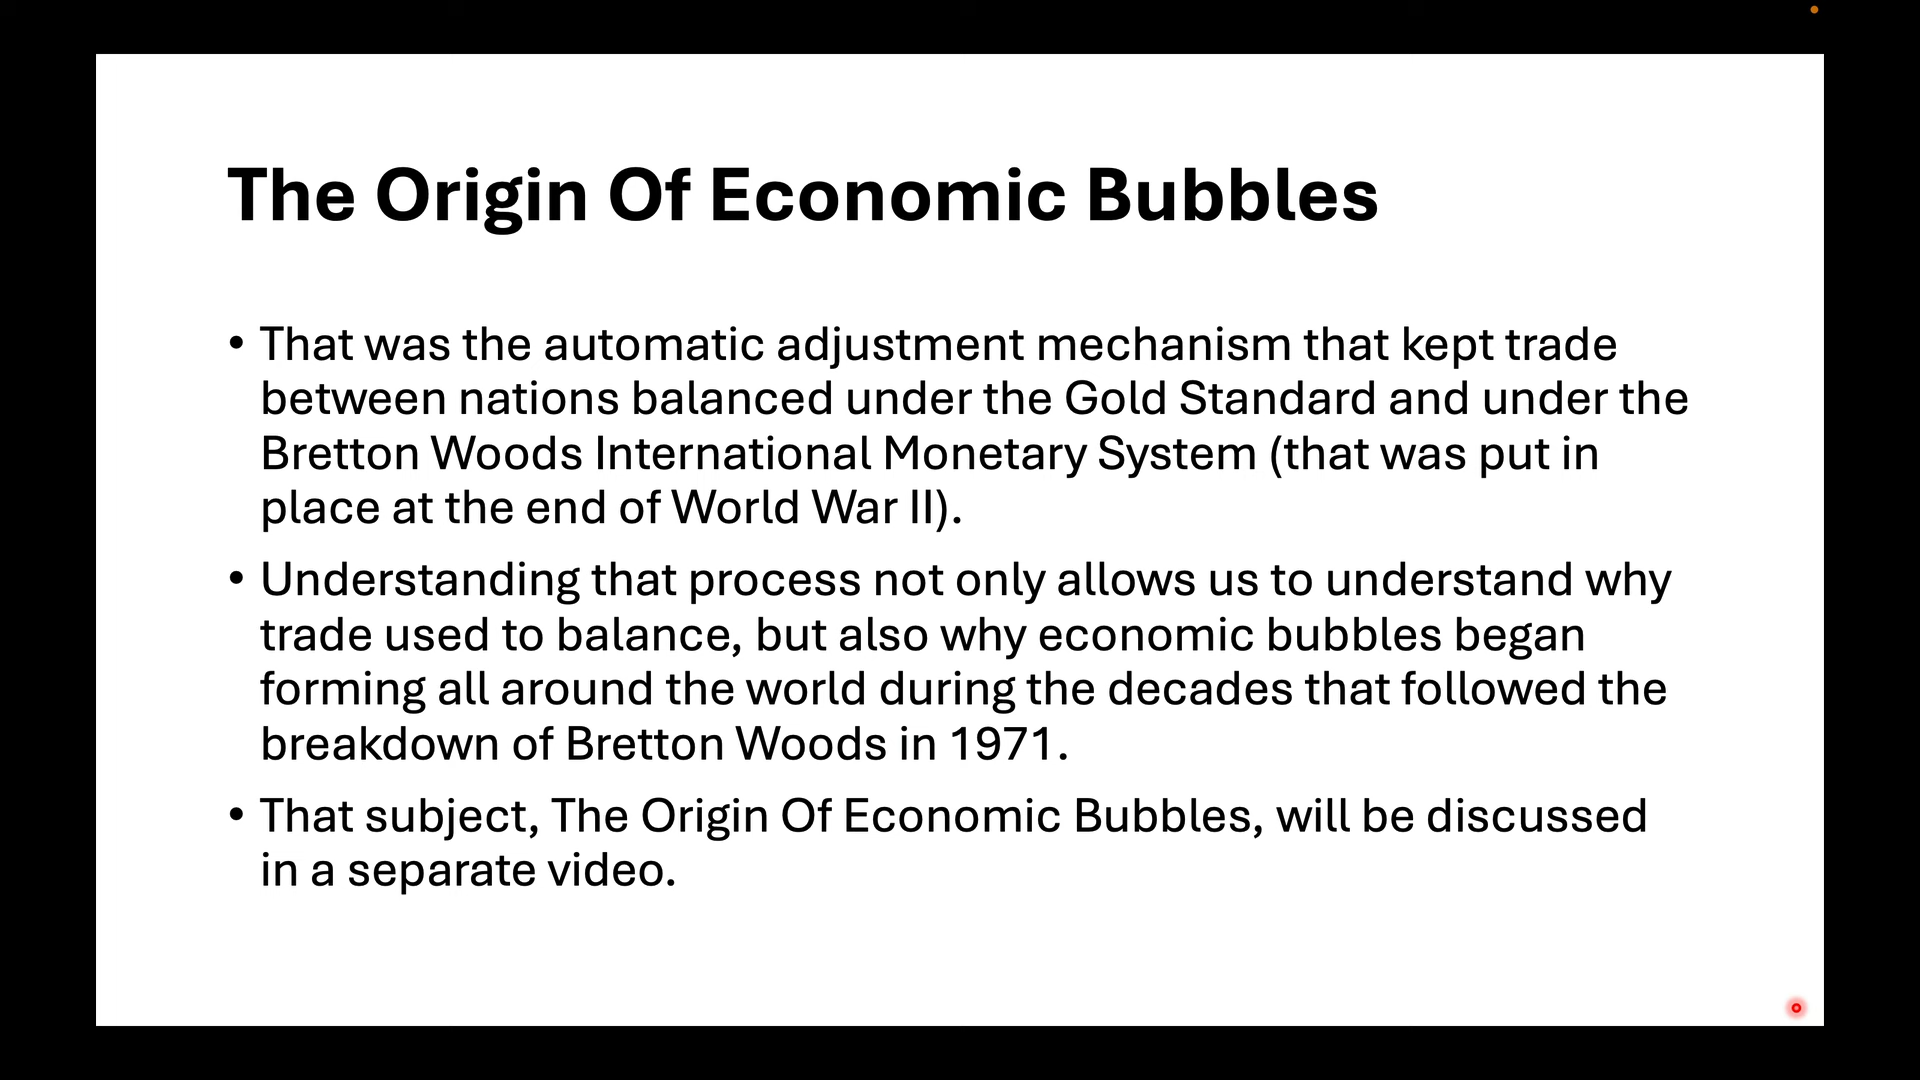 The Origin Of Economic Bubbles
• That was the automatic adjustment mechanism that kept trade
between nations balanced under the Gold Standard and under the
Bretton Woods International Monetary System (that was put in
place at the end of World War II).
• Understanding that process not only allows us to understand why
trade used to balance, but also why economic bubbles began
forming all around the world during the decades that followed the
breakdown of Bretton Woods in 1971.
• That subject, The Origin Of Economic Bubbles, will be discussed
in a separate video.